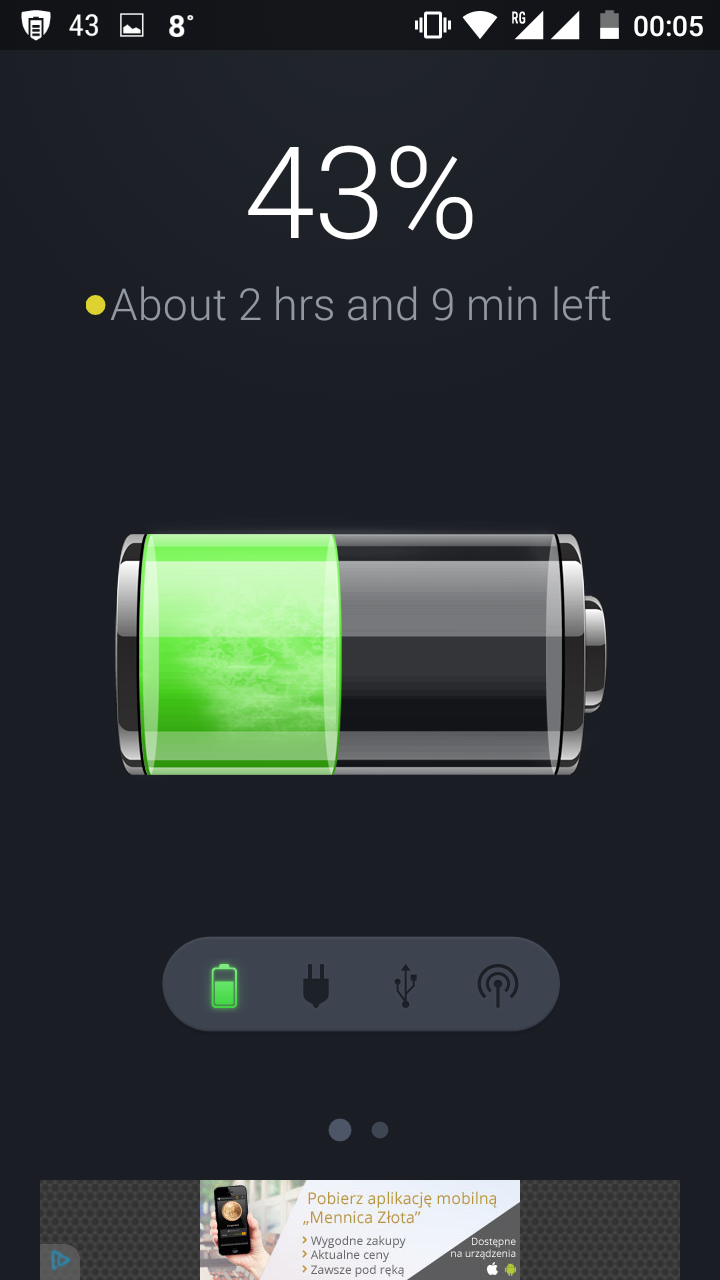 43 8° RG 00:05
43%
About 2 hrs and 9 min left
Pobierz aplikację mobilną
„Mennica Złota”
Wygodne zakupy
Aktualne ceny
Zawsze pod ręką
Dostępne
na urządzenia